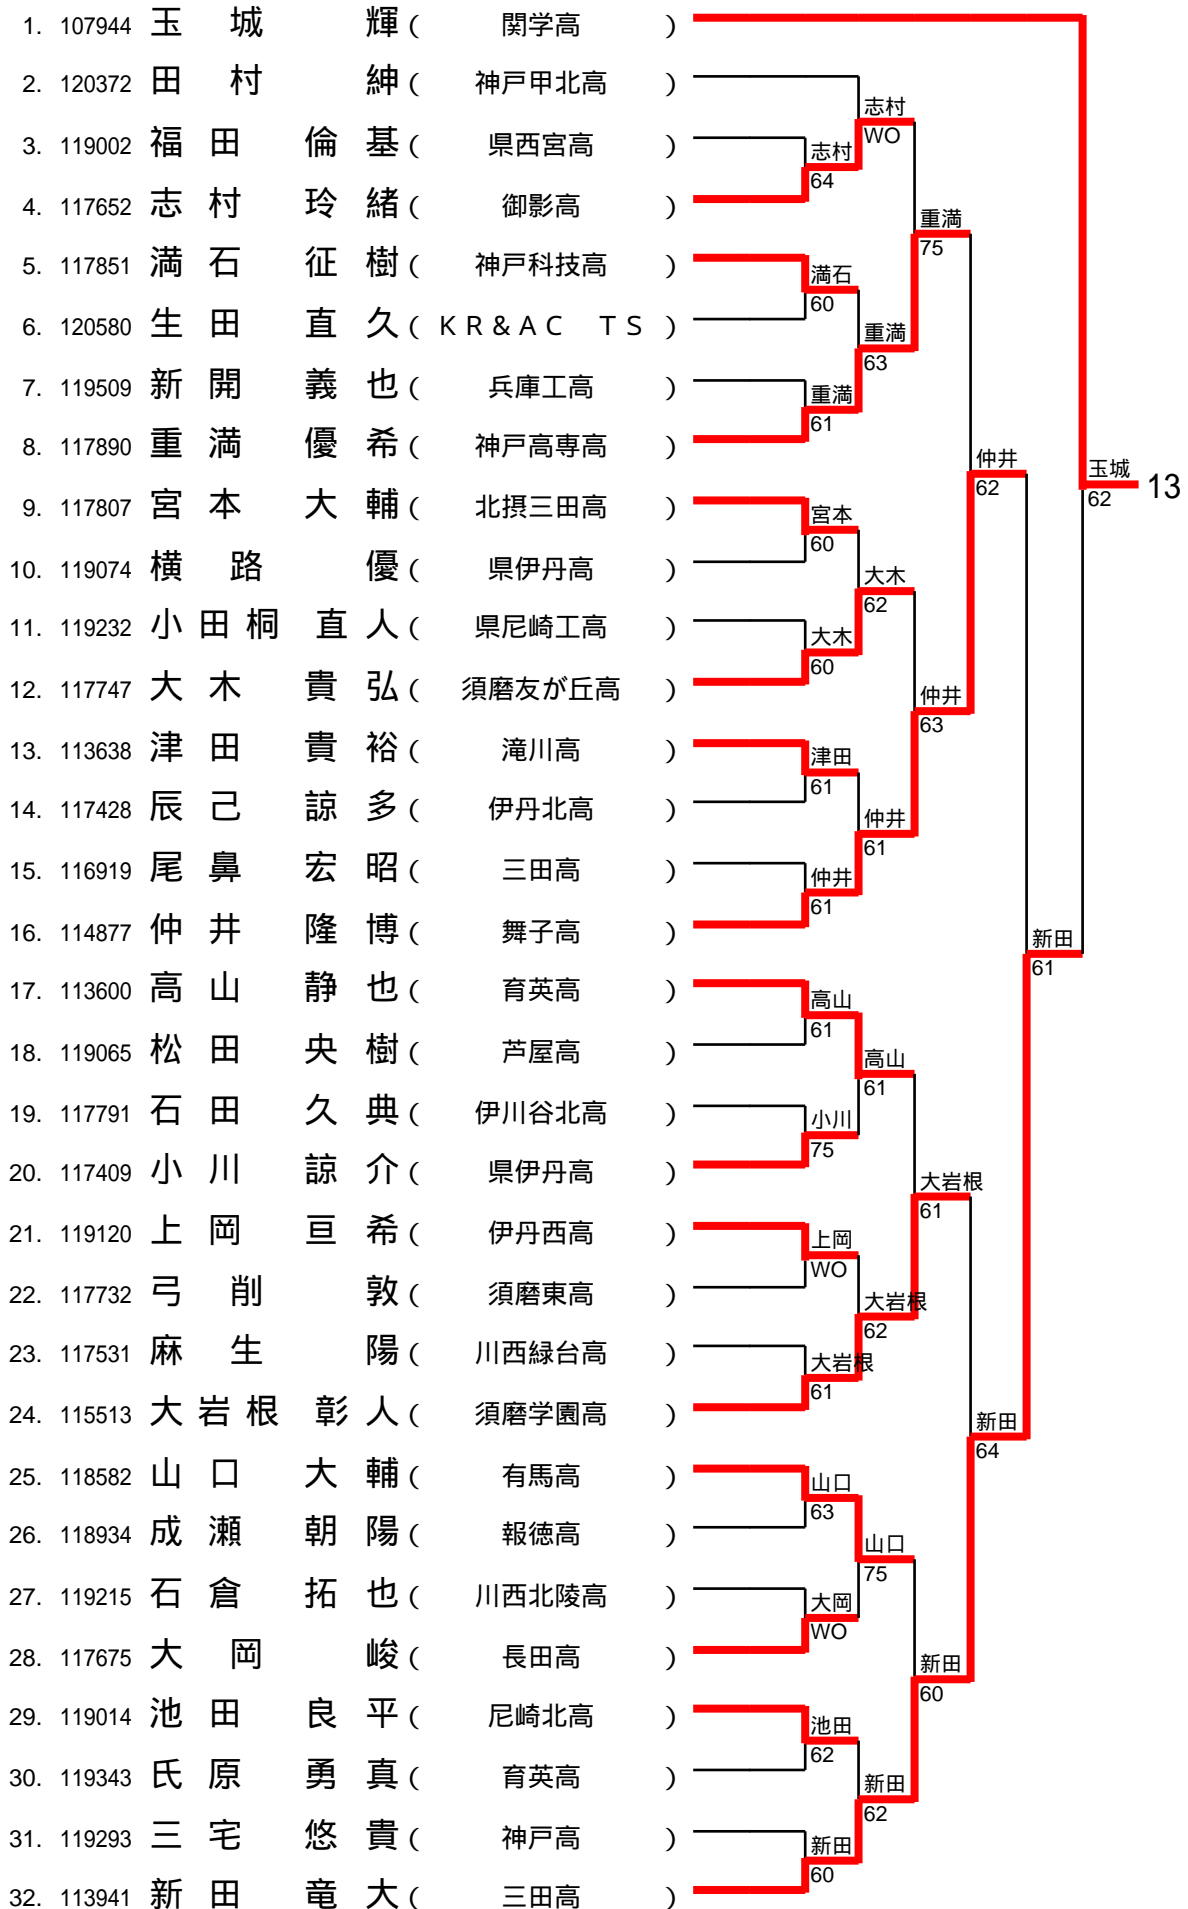 1. 107944 玉 城 輝 ( 関学高 )
2. 120372 田 村 紳 ( 神戸甲北高 )
志村
WO
3. 119002 福 田 倫 基 ( 県西宮高 )
志村
64
4. 117652 志 村 玲 緒 ( 御影高 )
重満
75
5. 117851 満 石 征 樹 ( 神戸科技高 )
満石
60
6. 120580 生 田 直 久 ( KR&AC TS )
重満
63
7. 119509 新 開 義 也 ( 兵庫工高 )
重満
61
8. 117890 重 満 優 希 ( 神戸高専高 )
仲井
62
玉城
62
13
9. 117807 宮 本 大 輔 ( 北摂三田高 )
宮本
60
10. 119074 横 路 優 ( 県伊丹高 )
大木
62
11. 119232 小 田 桐 直 人 ( 県尼崎工高 )
大木
60
12. 117747 大 木 貴 弘 ( 須磨友が丘高 )
仲井
63
13. 113638 津 田 貴 裕 ( 滝川高 )
津田
61
14. 117428 辰 己 諒 多 ( 伊丹北高 )
仲井
61
15. 116919 尾 鼻 宏 昭 ( 三田高 )
仲井
61
16. 114877 仲 井 隆 博 ( 舞子高 )
新田
61
17. 113600 高 山 静 也 ( 育英高 )
高山
61
18. 119065 松 田 央 樹 ( 芦屋高 )
高山
61
19. 117791 石 田 久 典 ( 伊川谷北高 )
小川
75
20. 117409 小 川 諒 介 ( 県伊丹高 )
大岩根
61
21. 119120 上 岡 亘 希 ( 伊丹西高 )
上岡
WO
22. 117732 弓 削 敦 ( 須磨東高 )
大岩根
62
23. 117531 麻 生 陽 ( 川西緑台高 )
大岩根
61
24. 115513 大 岩 根 彰 人 ( 須磨学園高 )
新田
64
25. 118582 山 口 大 輔 ( 有馬高 )
山口
63
26. 118934 成 瀬 朝 陽 ( 報徳高 )
山口
75
27. 119215 石 倉 拓 也 ( 川西北陵高 )
大岡
WO
28. 117675 大 岡 峻 ( 長田高 )
新田
60
29. 119014 池 田 良 平 ( 尼崎北高 )
池田
62
30. 119343 氏 原 勇 真 ( 育英高 )
新田
62
31. 119293 三 宅 悠 貴 ( 神戸高 )
新田
60
32. 113941 新 田 竜 大 ( 三田高 )